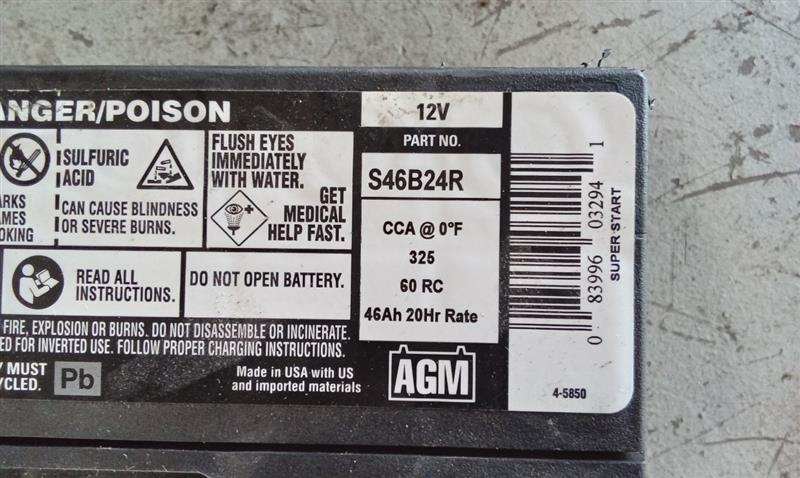 ANGER/POISON
SULFURIC
ACID
CAN CAUSE BLINDNESS
OR SEVERE BURNS.
FLUSH EYES
IMMEDIATELY
WITH WATER.
GET
MEDICAL
HELP FAST.
ARKS
AMES
OKING
READ ALL
INSTRUCTIONS.
DO NOT OPEN BATTERY.
FIRE, EXPLOSION OR BURNS. DO NOT DISASSEMBLE OR INCINERATE.
ED FOR INVERTED USE. FOLLOW PROPER CHARGING INSTRUCTIONS.
Y MUST
YCLED.
Pb
Made in USA with US
and imported materials
12V
PART NO.
S46B24R
CCA @ 0°F
325
60 RC
46Ah 20Hr Rate
AGM
0 83996 03294 1
SUPER START
4-5850